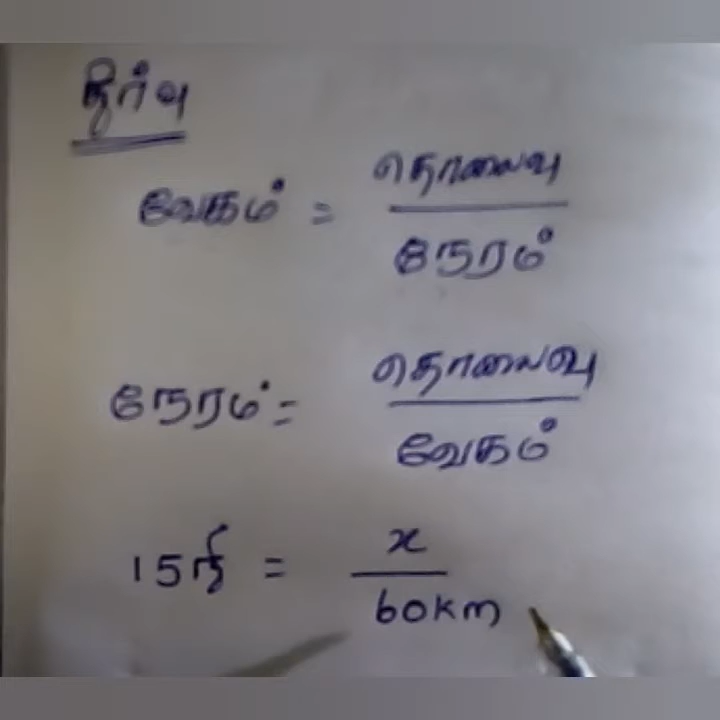 தீர்வு
வேகம் = தொலைவு / நேரம்
நேரம் = தொலைவு / வேகம்
15நி = x / 60km